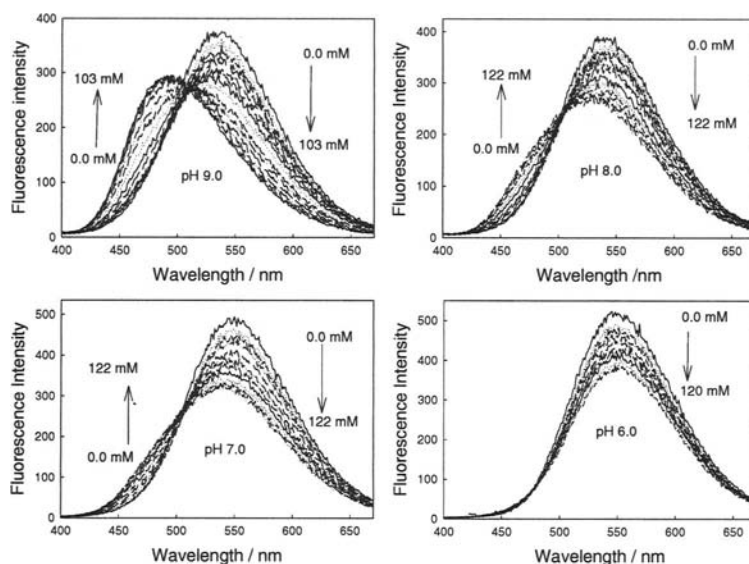 400
300
200
100
0
Fluorescence intensity
103 mM
0.0 mM
0.0 mM
103 mM
pH 9.0
400 450 500 550 600 650
Wavelength / nm
400
300
200
100
0
Fluorescence Intensity
122 mM
0.0 mM
0.0 mM
122 mM
pH 8.0
400 450 500 550 600 650
Wavelength /nm
500
400
300
200
100
0
Fluorescence Intensity
122 mM
0.0 mM
0.0 mM
122 mM
pH 7.0
400 450 500 550 600 650
Wavelength / nm
500
400
300
200
100
0
Fluorescence Intensity
0.0 mM
120 mM
pH 6.0
400 450 500 550 600 650
Wavelength / nm